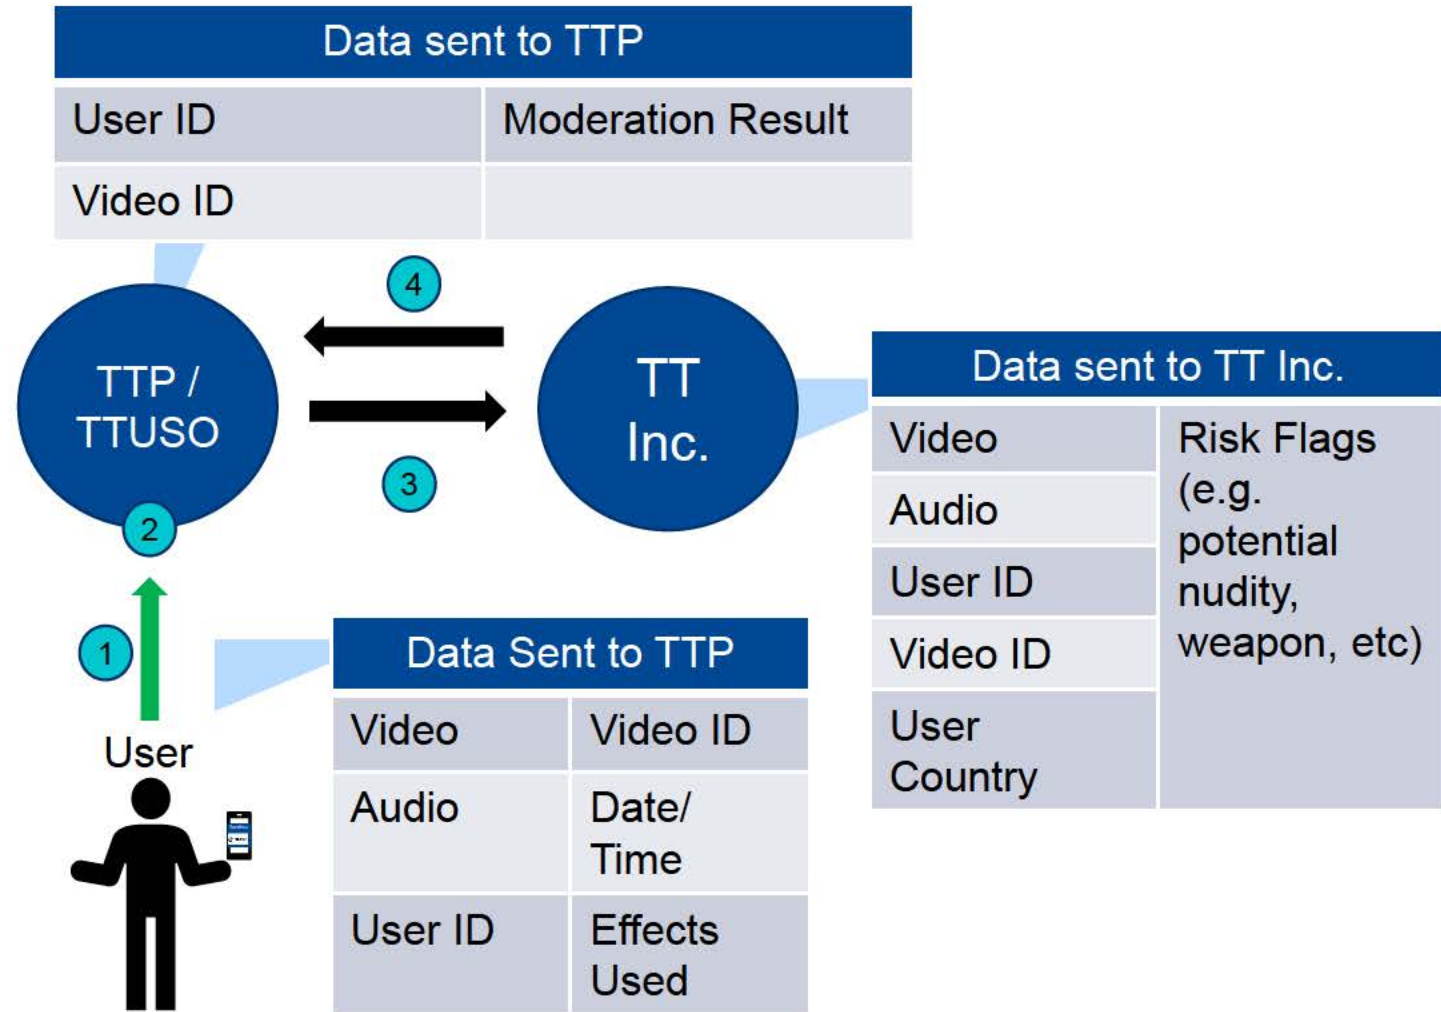 Data sent to TTP
User ID
Moderation Result
Video ID
4
TTP /
TTUSO
TT
Inc.
3
2
1
User
Data sent to TT Inc.
Video
Audio
User ID
Video ID
User
Country
Risk Flags
(e.g.
potential
nudity,
weapon, etc)
Data Sent to TTP
Video
Video ID
Audio
Date/
Time
User ID
Effects
Used